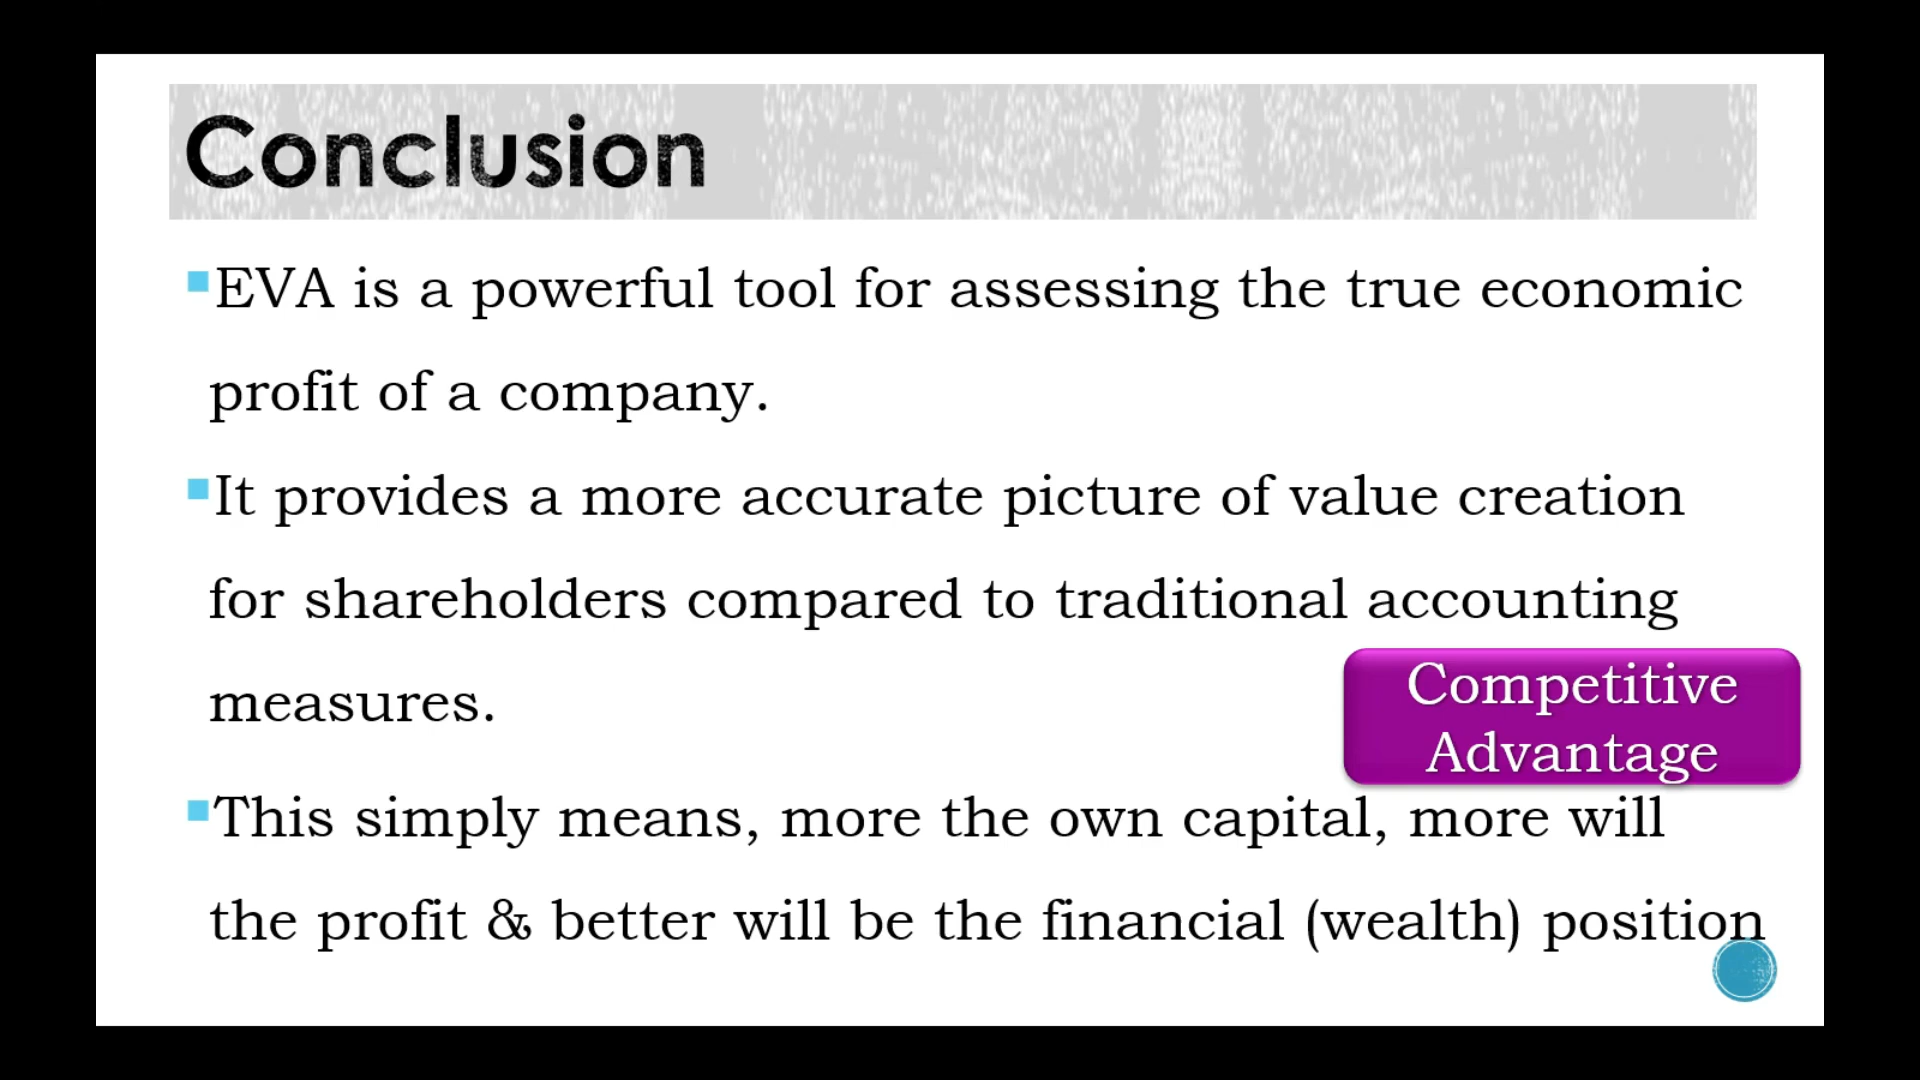 Conclusion
EVA is a powerful tool for assessing the true economic
profit of a company.
It provides a more accurate picture of value creation
for shareholders compared to traditional accounting
measures.
Competitive
Advantage
This simply means, more the own capital, more will
the profit & better will be the financial (wealth) position